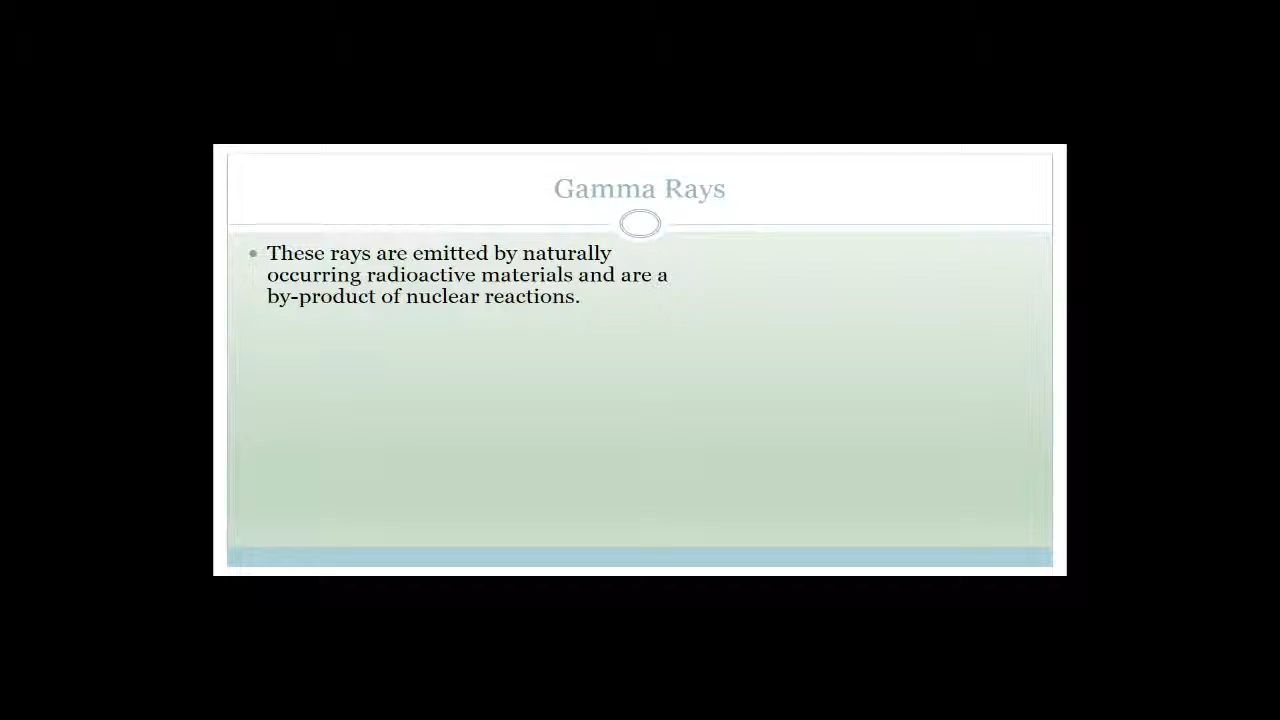 Gamma Rays
These rays are emitted by naturally
occurring radioactive materials and are a
by-product of nuclear reactions.